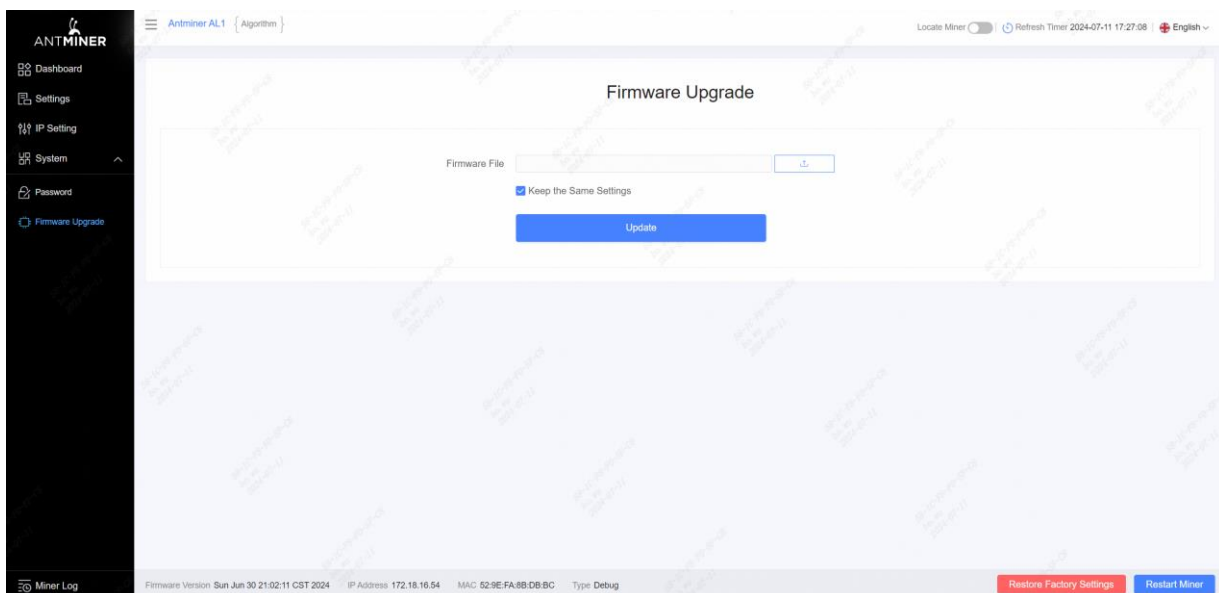 ANTMINER
Antminer AL1 { Algorithm }
Locate Miner
Refresh Timer 2024-07-11 17:27:08
English
Dashboard
Settings
IP Setting
System
Password
Firmware Upgrade
Firmware Upgrade
Firmware File
Keep the Same Settings
Update
Miner Log
Firmware Version Sun Jun 30 21:02:11 CST 2024
IP Address 172.18.16.54
MAC 52:9E:FA:8B:DB:BC
Type Debug
Restore Factory Settings
Restart Miner